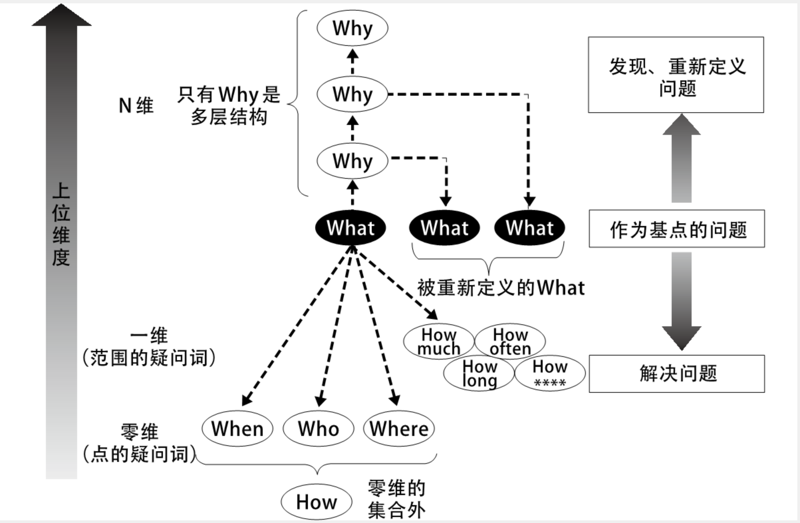 上位维度
N维
只有Why是
多层结构
Why
Why
Why
What
What
What
被重新定义的What
一维
(范围的疑问词)
How
much
How
often
How
long
How
****
零维
(点的疑问词)
When
Who
Where
How
零维的
集合外
发现、重新定义
问题
作为基点的问题
解决问题